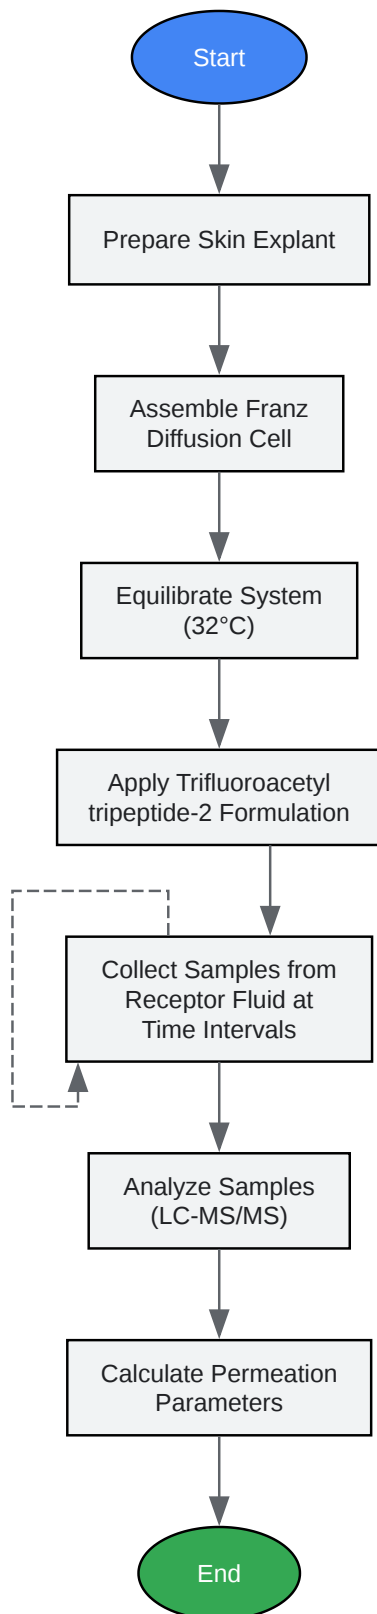 Start
Prepare Skin Explant
Assemble Franz
Diffusion Cell
Equilibrate System
(32°C)
Apply Trifluoroacetyl
tripeptide-2 Formulation
Collect Samples from
Receptor Fluid at
Time Intervals
Analyze Samples
(LC-MS/MS)
Calculate Permeation
Parameters
End